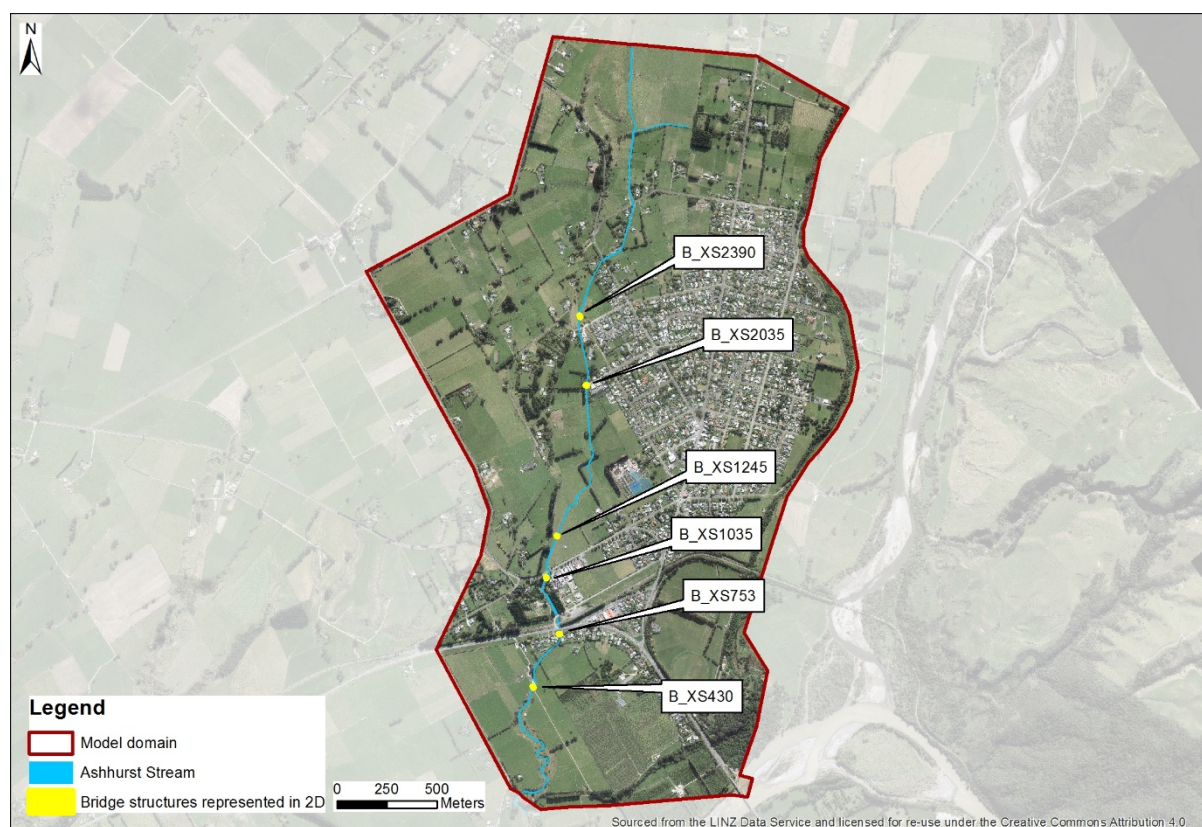 N
B_XS2390
B_XS2035
B_XS1245
B_XS1035
B_XS753
B_XS430
Legend
Model domain
Ashhurst Stream
Bridge structures represented in 2D
0 250 500
Meters
Sourced from the LINZ Data Service and licensed for re-use under the Creative Commons Attribution 4.0